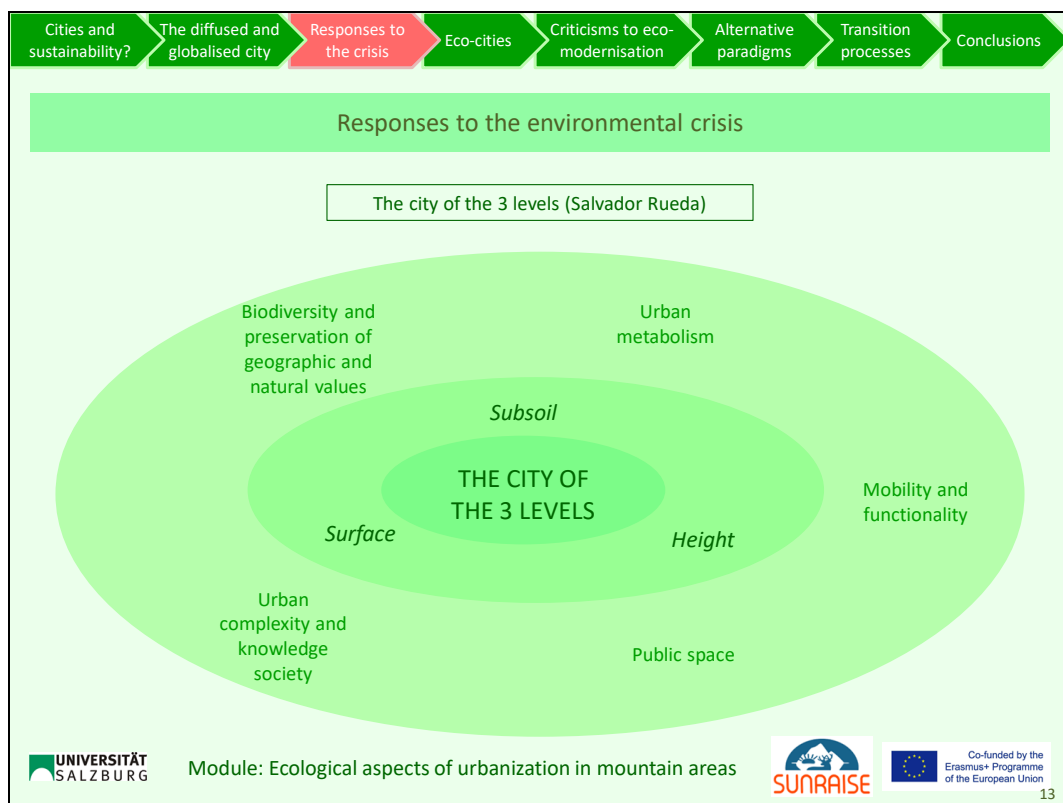 Cities and
sustainability?
The diffused and
globalised city
Responses to
the crisis
Eco-cities
Criticisms to eco-
modernisation
Alternative
paradigms
Transition
processes
Conclusions
Responses to the environmental crisis
The city of the 3 levels (Salvador Rueda)
Biodiversity and
preservation of
geographic and
natural values
Urban
metabolism
Subsoil
THE CITY OF
THE 3 LEVELS
Mobility and
functionality
Surface
Height
Urban
complexity and
knowledge
society
Public space
UNIVERSITÄT
SALZBURG
Module: Ecological aspects of urbanization in mountain areas
SUNRAISE
Co-funded by the
Erasmus+ Programme
of the European Union
13